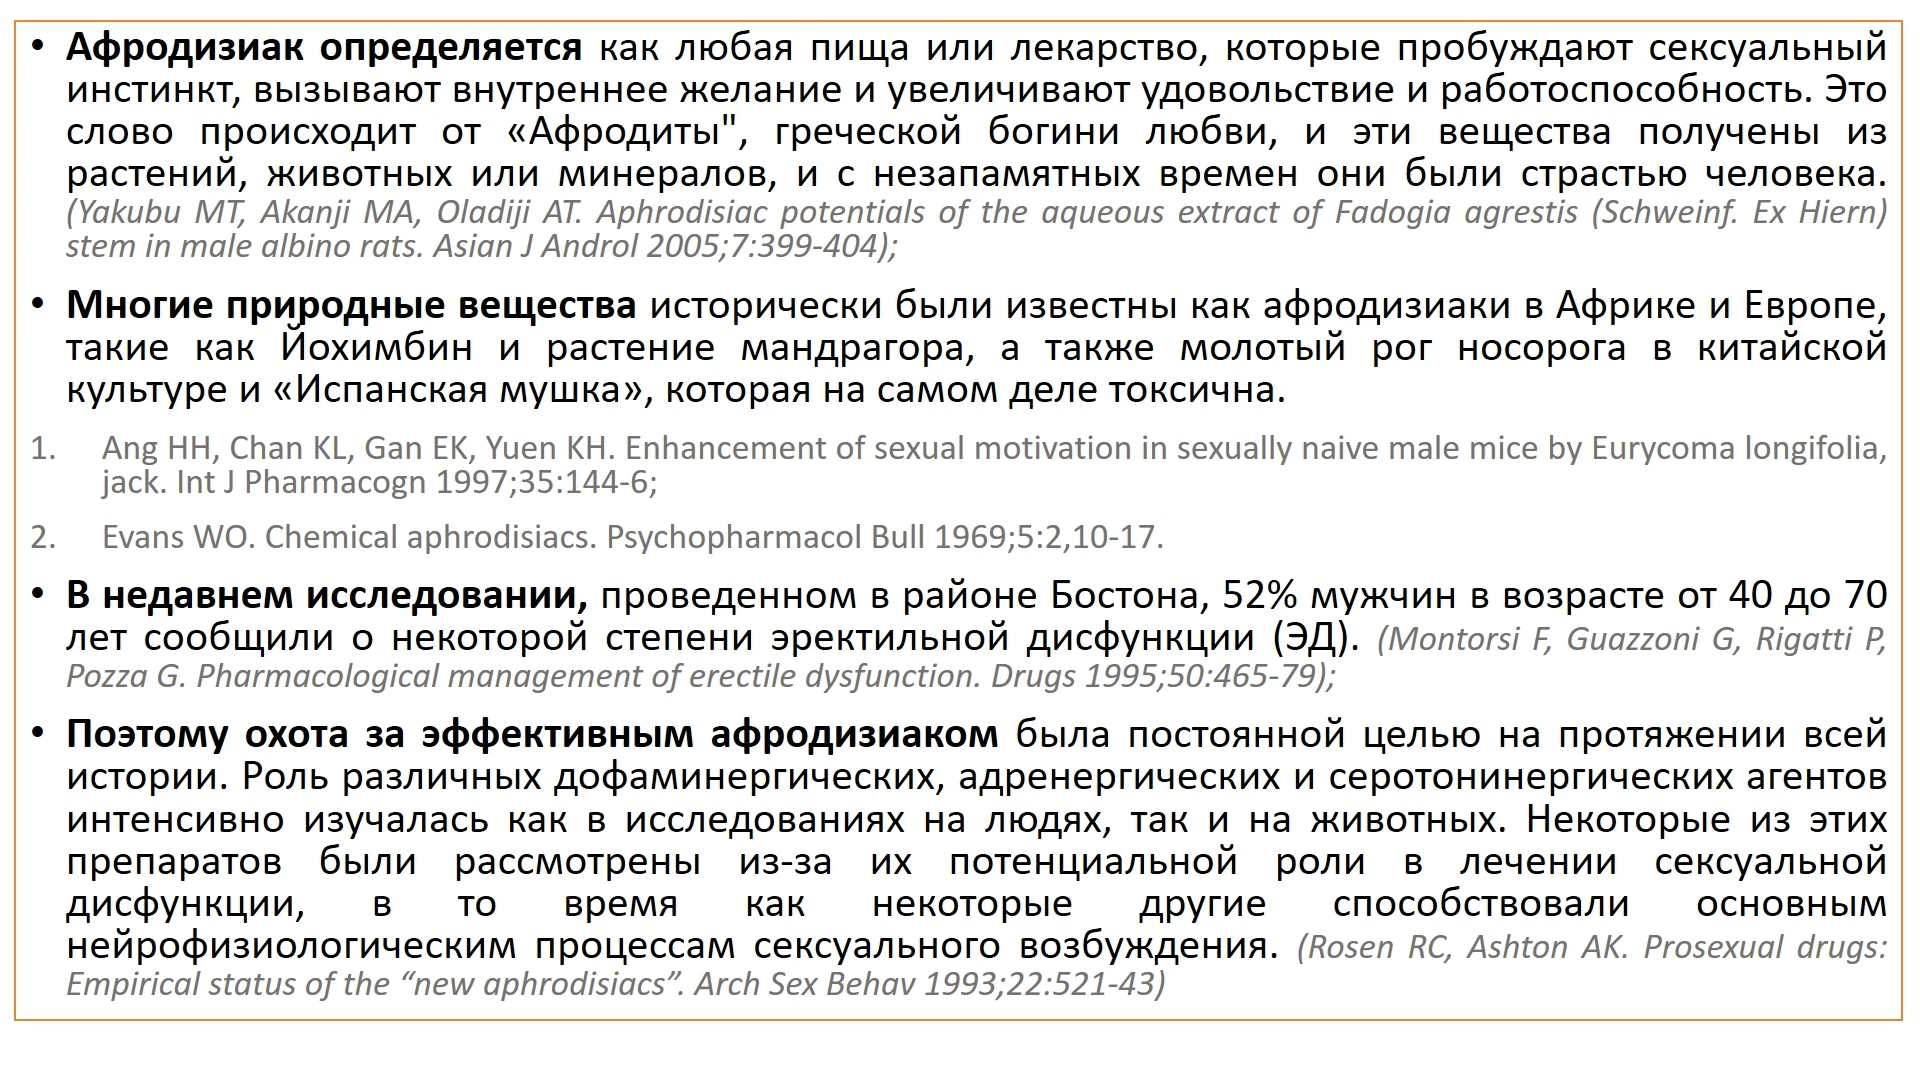 • Афродизиак определяется как любая пища или лекарство, которые пробуждают сексуальный
инстинкт, вызывают внутреннее желание и увеличивают удовольствие и работоспособность. Это
слово происходит от «Афродиты", греческой богини любви, и эти вещества получены из
растений, животных или минералов, и с незапамятных времен они были страстью человека.
(Yakubu MT, Akanji MA, Oladiji AT. Aphrodisiac potentials of the aqueous extract of Fadogia agrestis (Schweinf. Ex Hiern)
stem in male albino rats. Asian J Androl 2005;7:399-404);
• Многие природные вещества исторически были известны как афродизиаки в Африке и Европе,
такие как Йохимбин и растение мандрагора, а также молотый рог носорога в китайской
культуре и «Испанская мушка», которая на самом деле токсична.
1. Ang HH, Chan KL, Gan EK, Yuen KH. Enhancement of sexual motivation in sexually naive male mice by Eurycoma longifolia,
jack. Int J Pharmacogn 1997;35:144-6;
2. Evans WO. Chemical aphrodisiacs. Psychopharmacol Bull 1969;5:2,10-17.
• В недавнем исследовании, проведенном в районе Бостона, 52% мужчин в возрасте от 40 до 70
лет сообщили о некоторой степени эректильной дисфункции (ЭД). (Montorsi F, Guazzoni G, Rigatti P,
Pozza G. Pharmacological management of erectile dysfunction. Drugs 1995;50:465-79);
• Поэтому охота за эффективным афродизиаком была постоянной целью на протяжении всей
истории. Роль различных дофаминергических, адренергических и серотонинергических агентов
интенсивно изучалась как в исследованиях на людях, так и на животных. Некоторые из этих
препаратов были рассмотрены из-за их потенциальной роли в лечении сексуальной
дисфункции, в то время как некоторые другие способствовали основным
нейрофизиологическим процессам сексуального возбуждения. (Rosen RC, Ashton AK. Prosexual drugs:
Empirical status of the “new aphrodisiacs”. Arch Sex Behav 1993;22:521-43)